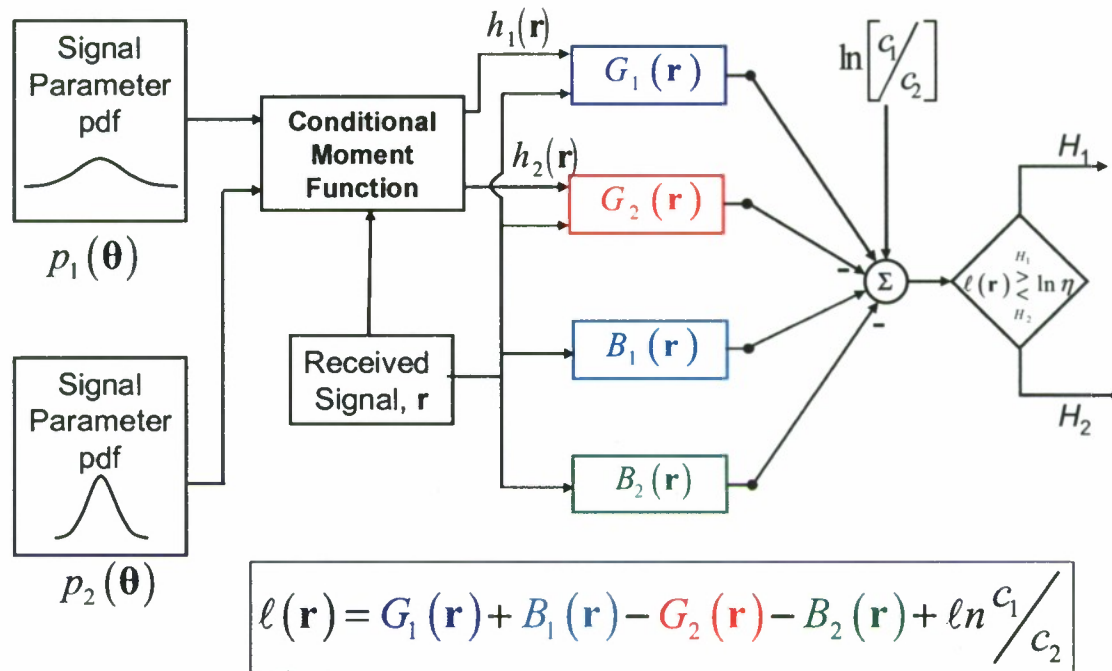 Signal
Parameter
pdf
p₁(θ)
Signal
Parameter
pdf
p₂(θ)
Conditional
Moment
Function
Received
Signal, r
h₁(r)
h₂(r)
G₁(r)
G₂(r)
B₁(r)
B₂(r)
ln[c₁/c₂]
-
-
Σ
H₁
ℓ(r) >< ln η
H₂
H₁
H₂
ℓ(r) = G₁(r) + B₁(r) − G₂(r) − B₂(r) + ℓn c₁/c₂